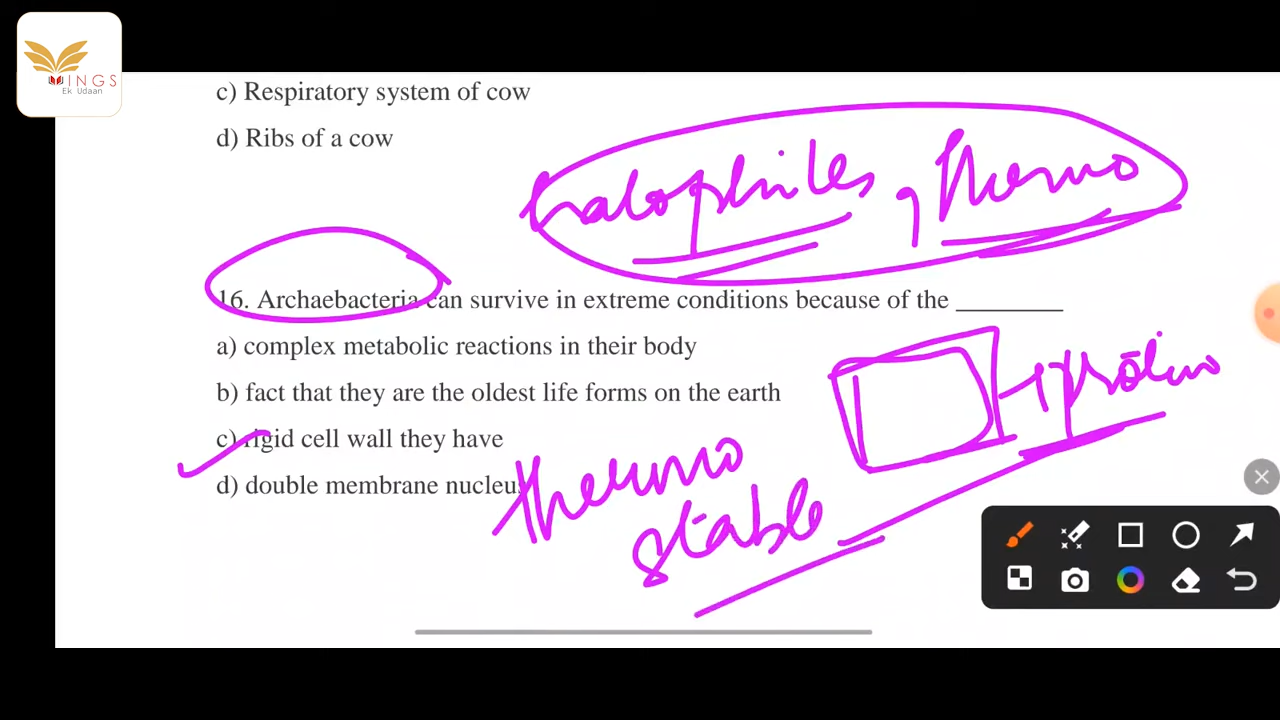 WINGS
Ek Udaan
c) Respiratory system of cow
d) Ribs of a cow
halophiles, thermo
16. Archaebacteria can survive in extreme conditions because of the ________
a) complex metabolic reactions in their body
b) fact that they are the oldest life forms on the earth
c) rigid cell wall they have
d) double membrane nucleus
thermo
stable